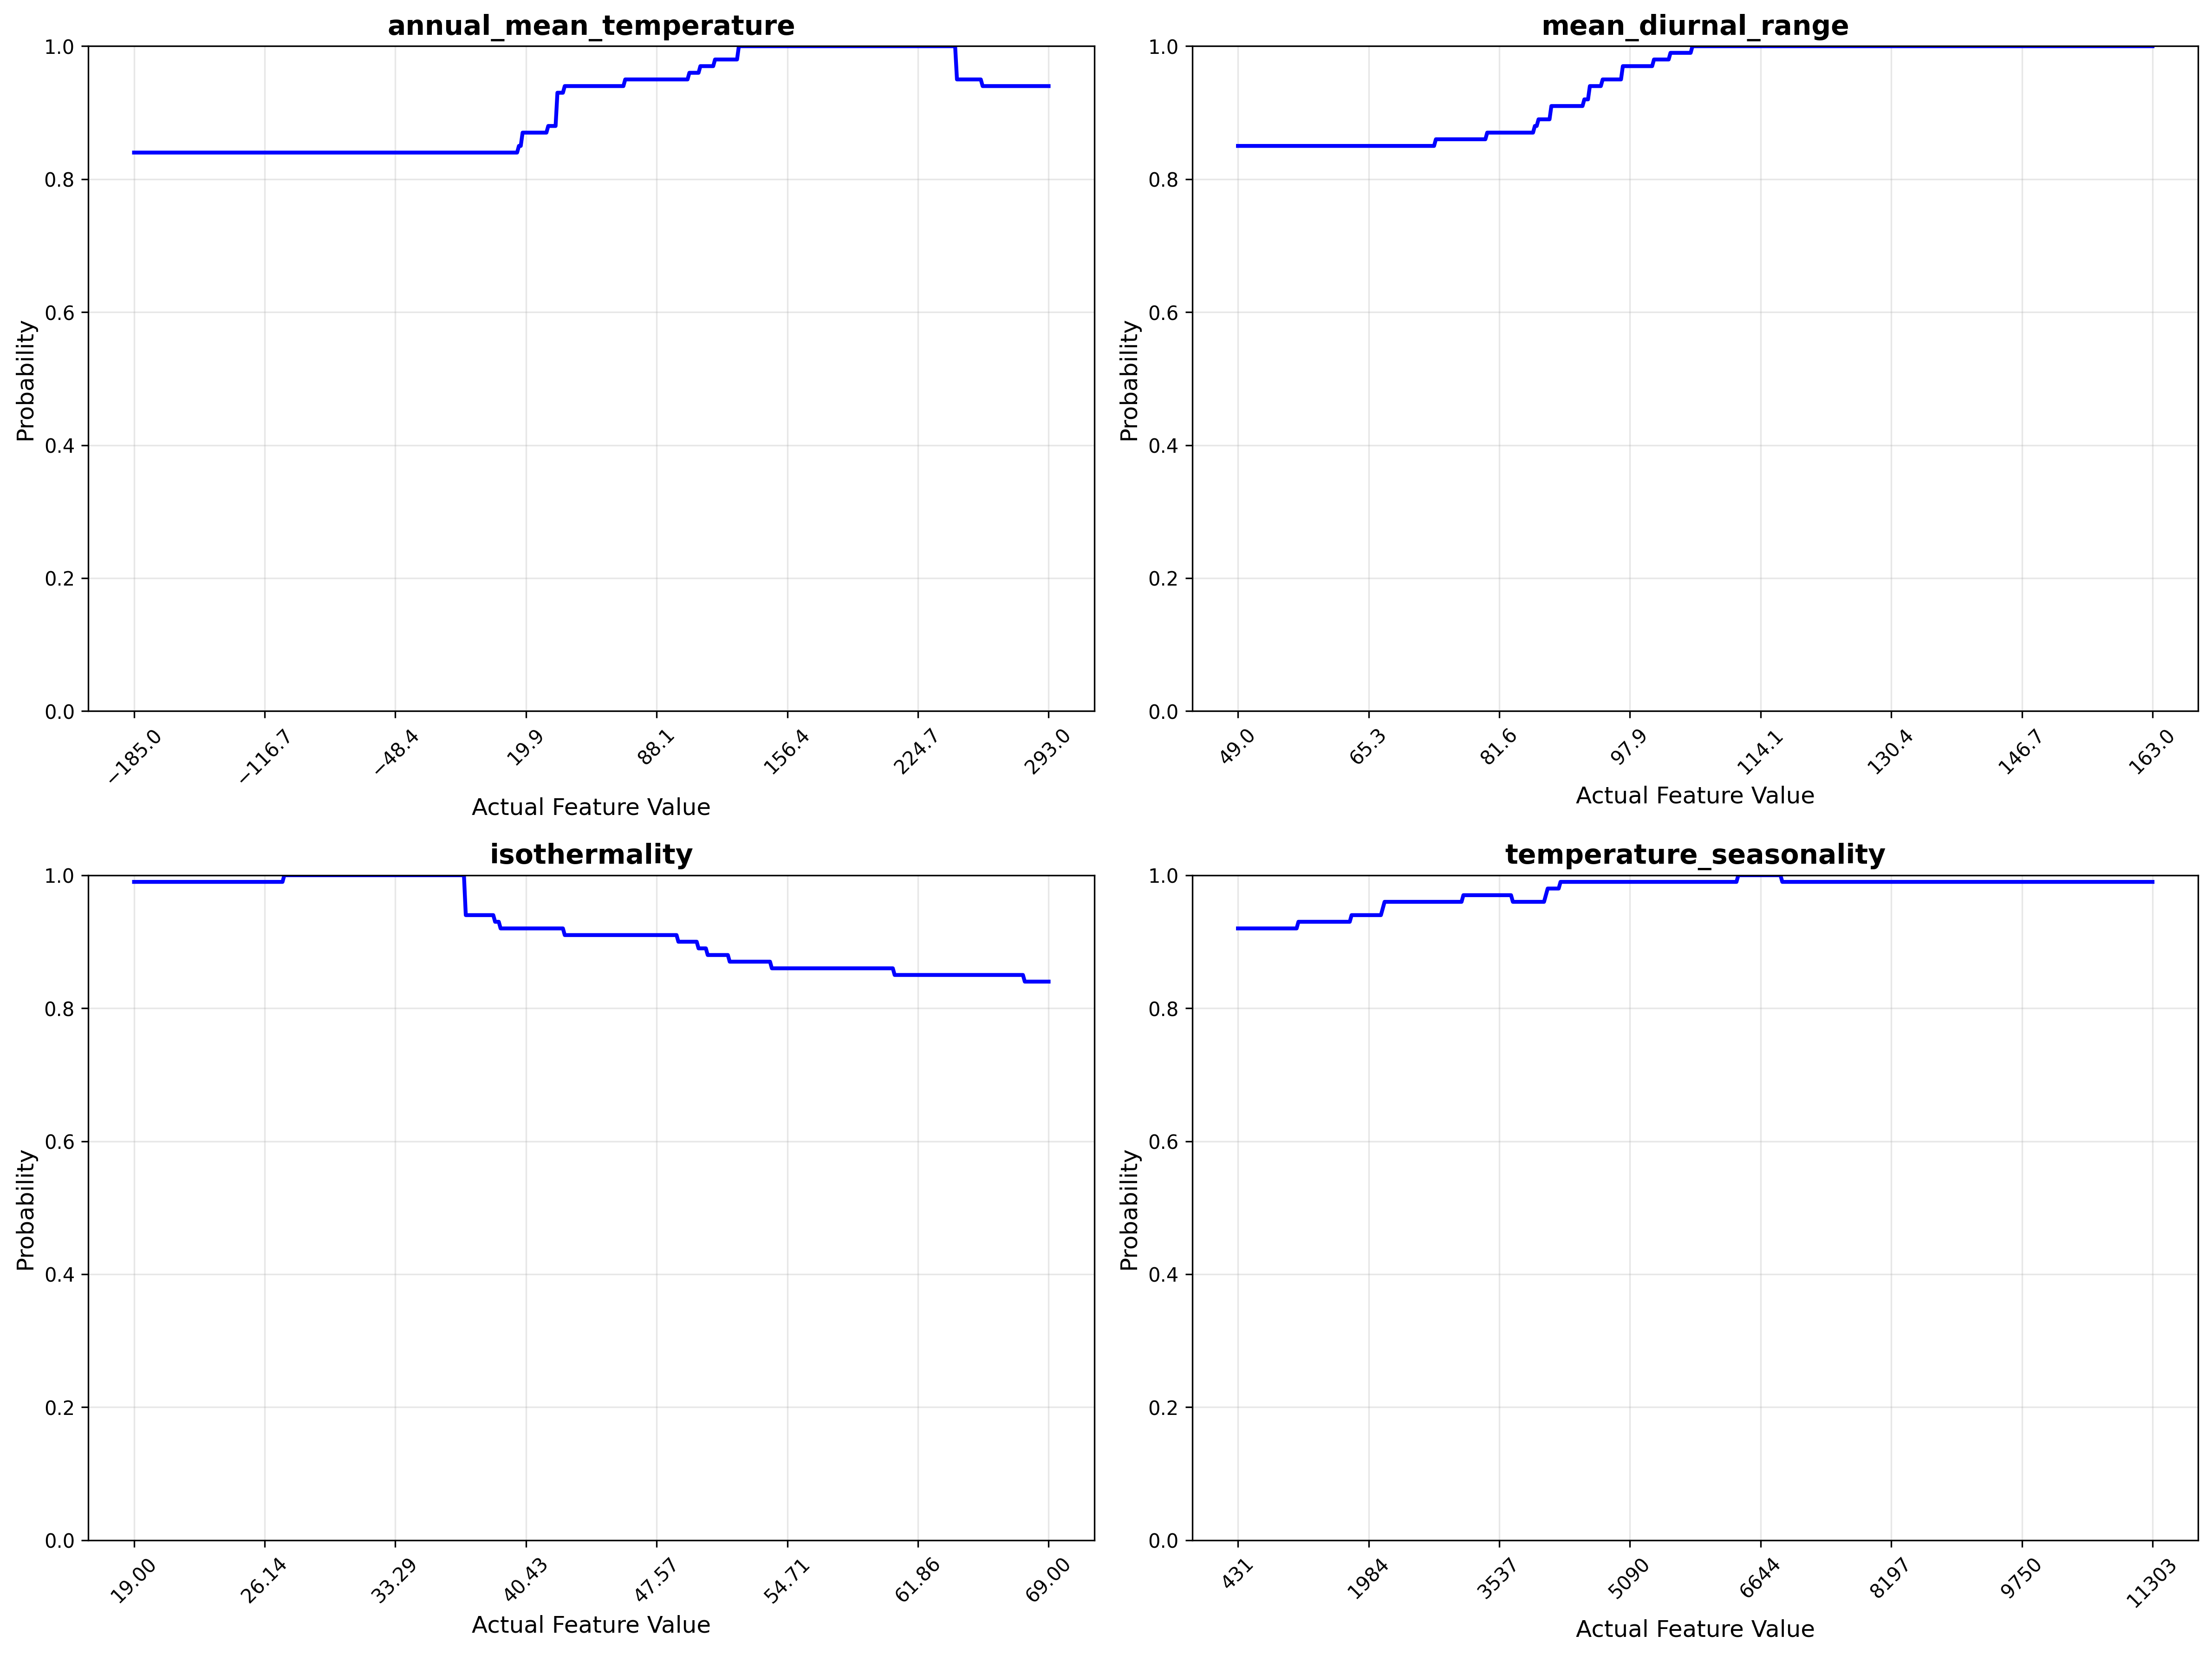 annual_mean_temperature
1.0
0.8
0.6
0.4
0.2
0.0
Probability
−185.0 −116.7 −48.4 19.9 88.1 156.4 224.7 293.0
Actual Feature Value
mean_diurnal_range
1.0
0.8
0.6
0.4
0.2
0.0
Probability
49.0 65.3 81.6 97.9 114.1 130.4 146.7 163.0
Actual Feature Value
isothermality
1.0
0.8
0.6
0.4
0.2
0.0
Probability
19.00 26.14 33.29 40.43 47.57 54.71 61.86 69.00
Actual Feature Value
temperature_seasonality
1.0
0.8
0.6
0.4
0.2
0.0
Probability
431 1984 3537 5090 6644 8197 9750 11303
Actual Feature Value